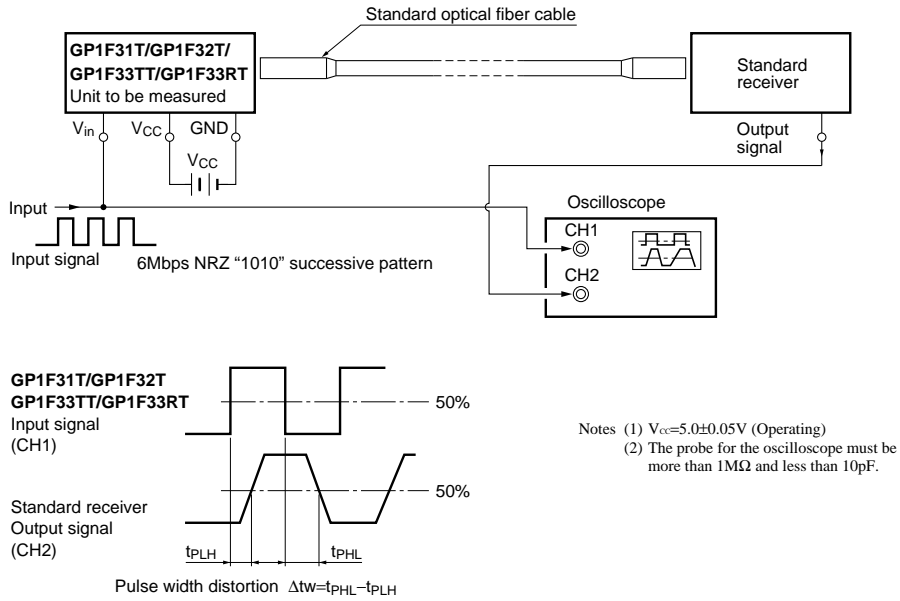 Standard optical fiber cable
GP1F31T/GP1F32T/
GP1F33TT/GP1F33RT
Unit to be measured
Standard
receiver
Vin
VCC
GND
Output
signal
VCC
Input
Oscilloscope
CH1
CH2
Input signal
6Mbps NRZ “1010” successive pattern
GP1F31T/GP1F32T
GP1F33TT/GP1F33RT
Input signal
(CH1)
50%
Notes (1) Vcc=5.0±0.05V (Operating)
(2) The probe for the oscilloscope must be
more than 1MΩ and less than 10pF.
50%
Standard receiver
Output signal
(CH2)
tPLH
tPHL
Pulse width distortion Δtw=tPHL−tPLH